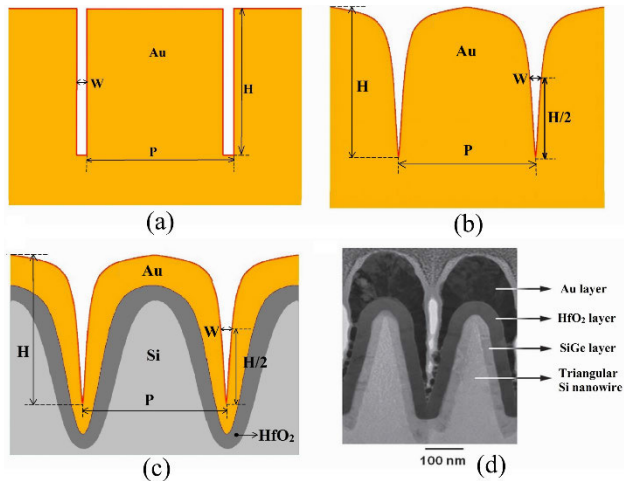 Au
W
H
P
(a)
Au
H
W
H/2
P
(b)
Au
W
H
Si
H/2
P
HfO₂
(c)
Au layer
HfO₂ layer
SiGe layer
Triangular
Si nanowire
100 nm
(d)